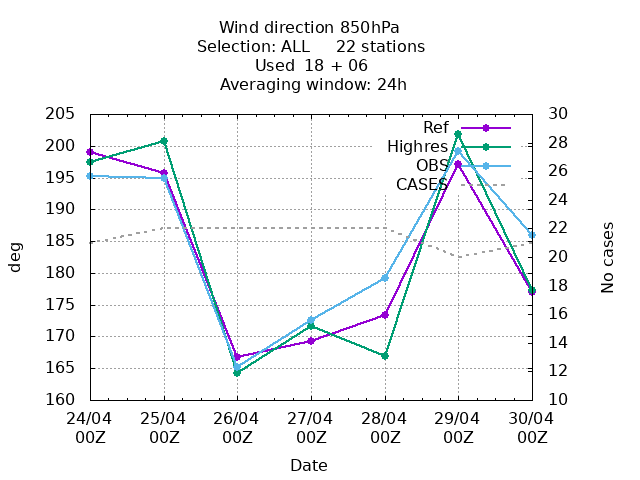 Wind direction 850hPa
Selection: ALL     22 stations
Used  18 + 06
Averaging window: 24h
205
200
195
190
185
180
175
170
165
160
deg
30
28
26
24
22
20
18
16
14
12
10
No cases
Ref
Highres
OBS
CASES
24/04 25/04 26/04 27/04 28/04 29/04 30/04
00Z 00Z 00Z 00Z 00Z 00Z 00Z
Date